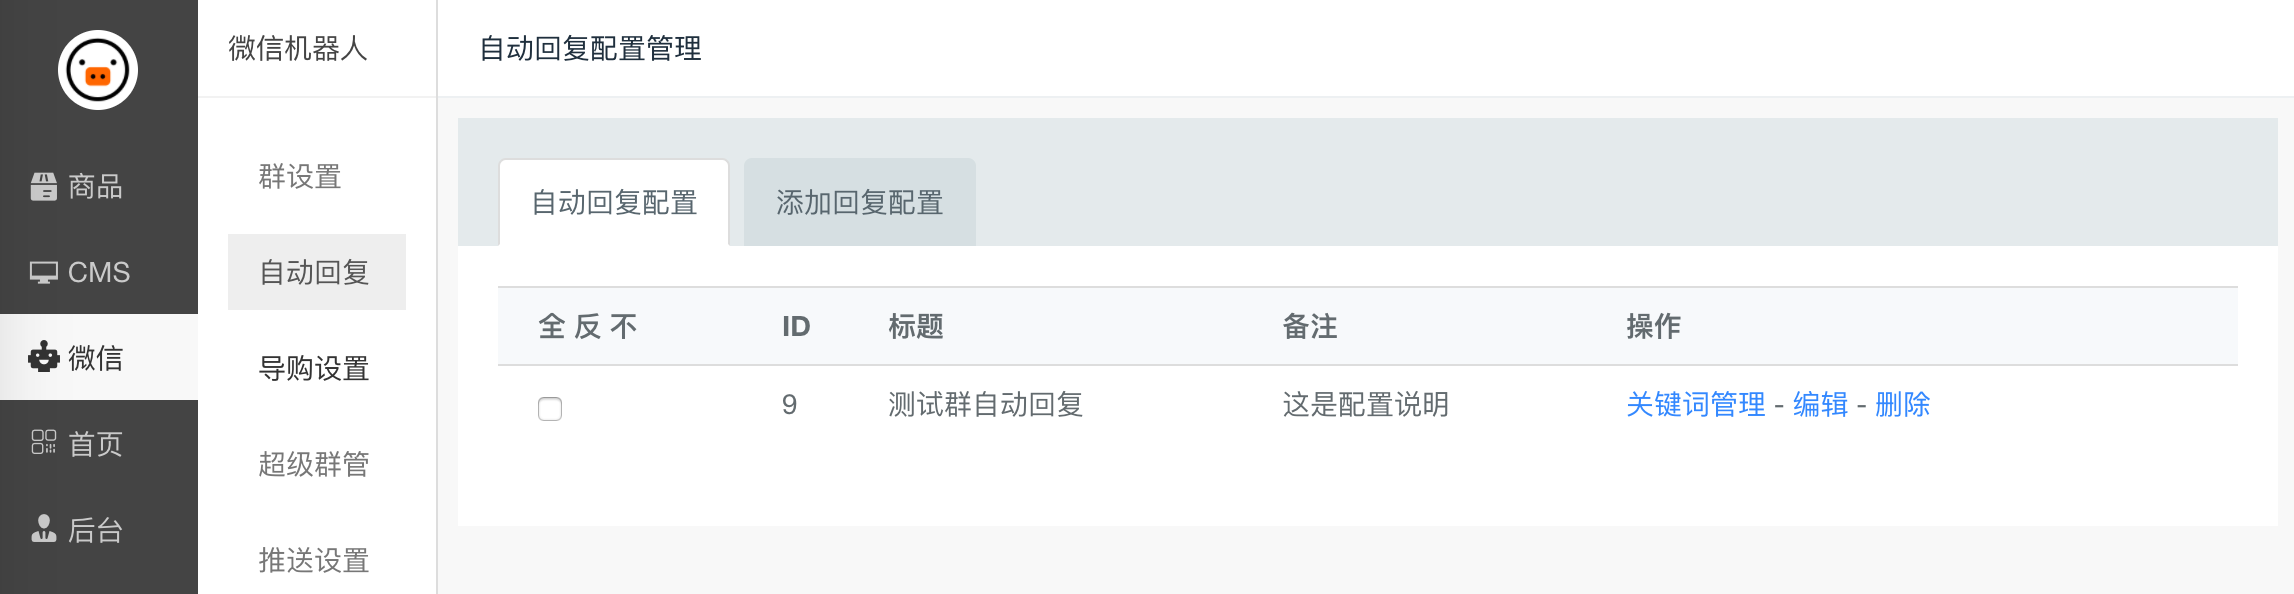 商品
CMS
微信
首页
后台
微信机器人
群设置
自动回复
导购设置
超级群管
推送设置
自动回复配置管理
自动回复配置 添加回复配置
全 反 不 ID 标题 备注 操作
9 测试群自动回复 这是配置说明 关键词管理 - 编辑 - 删除